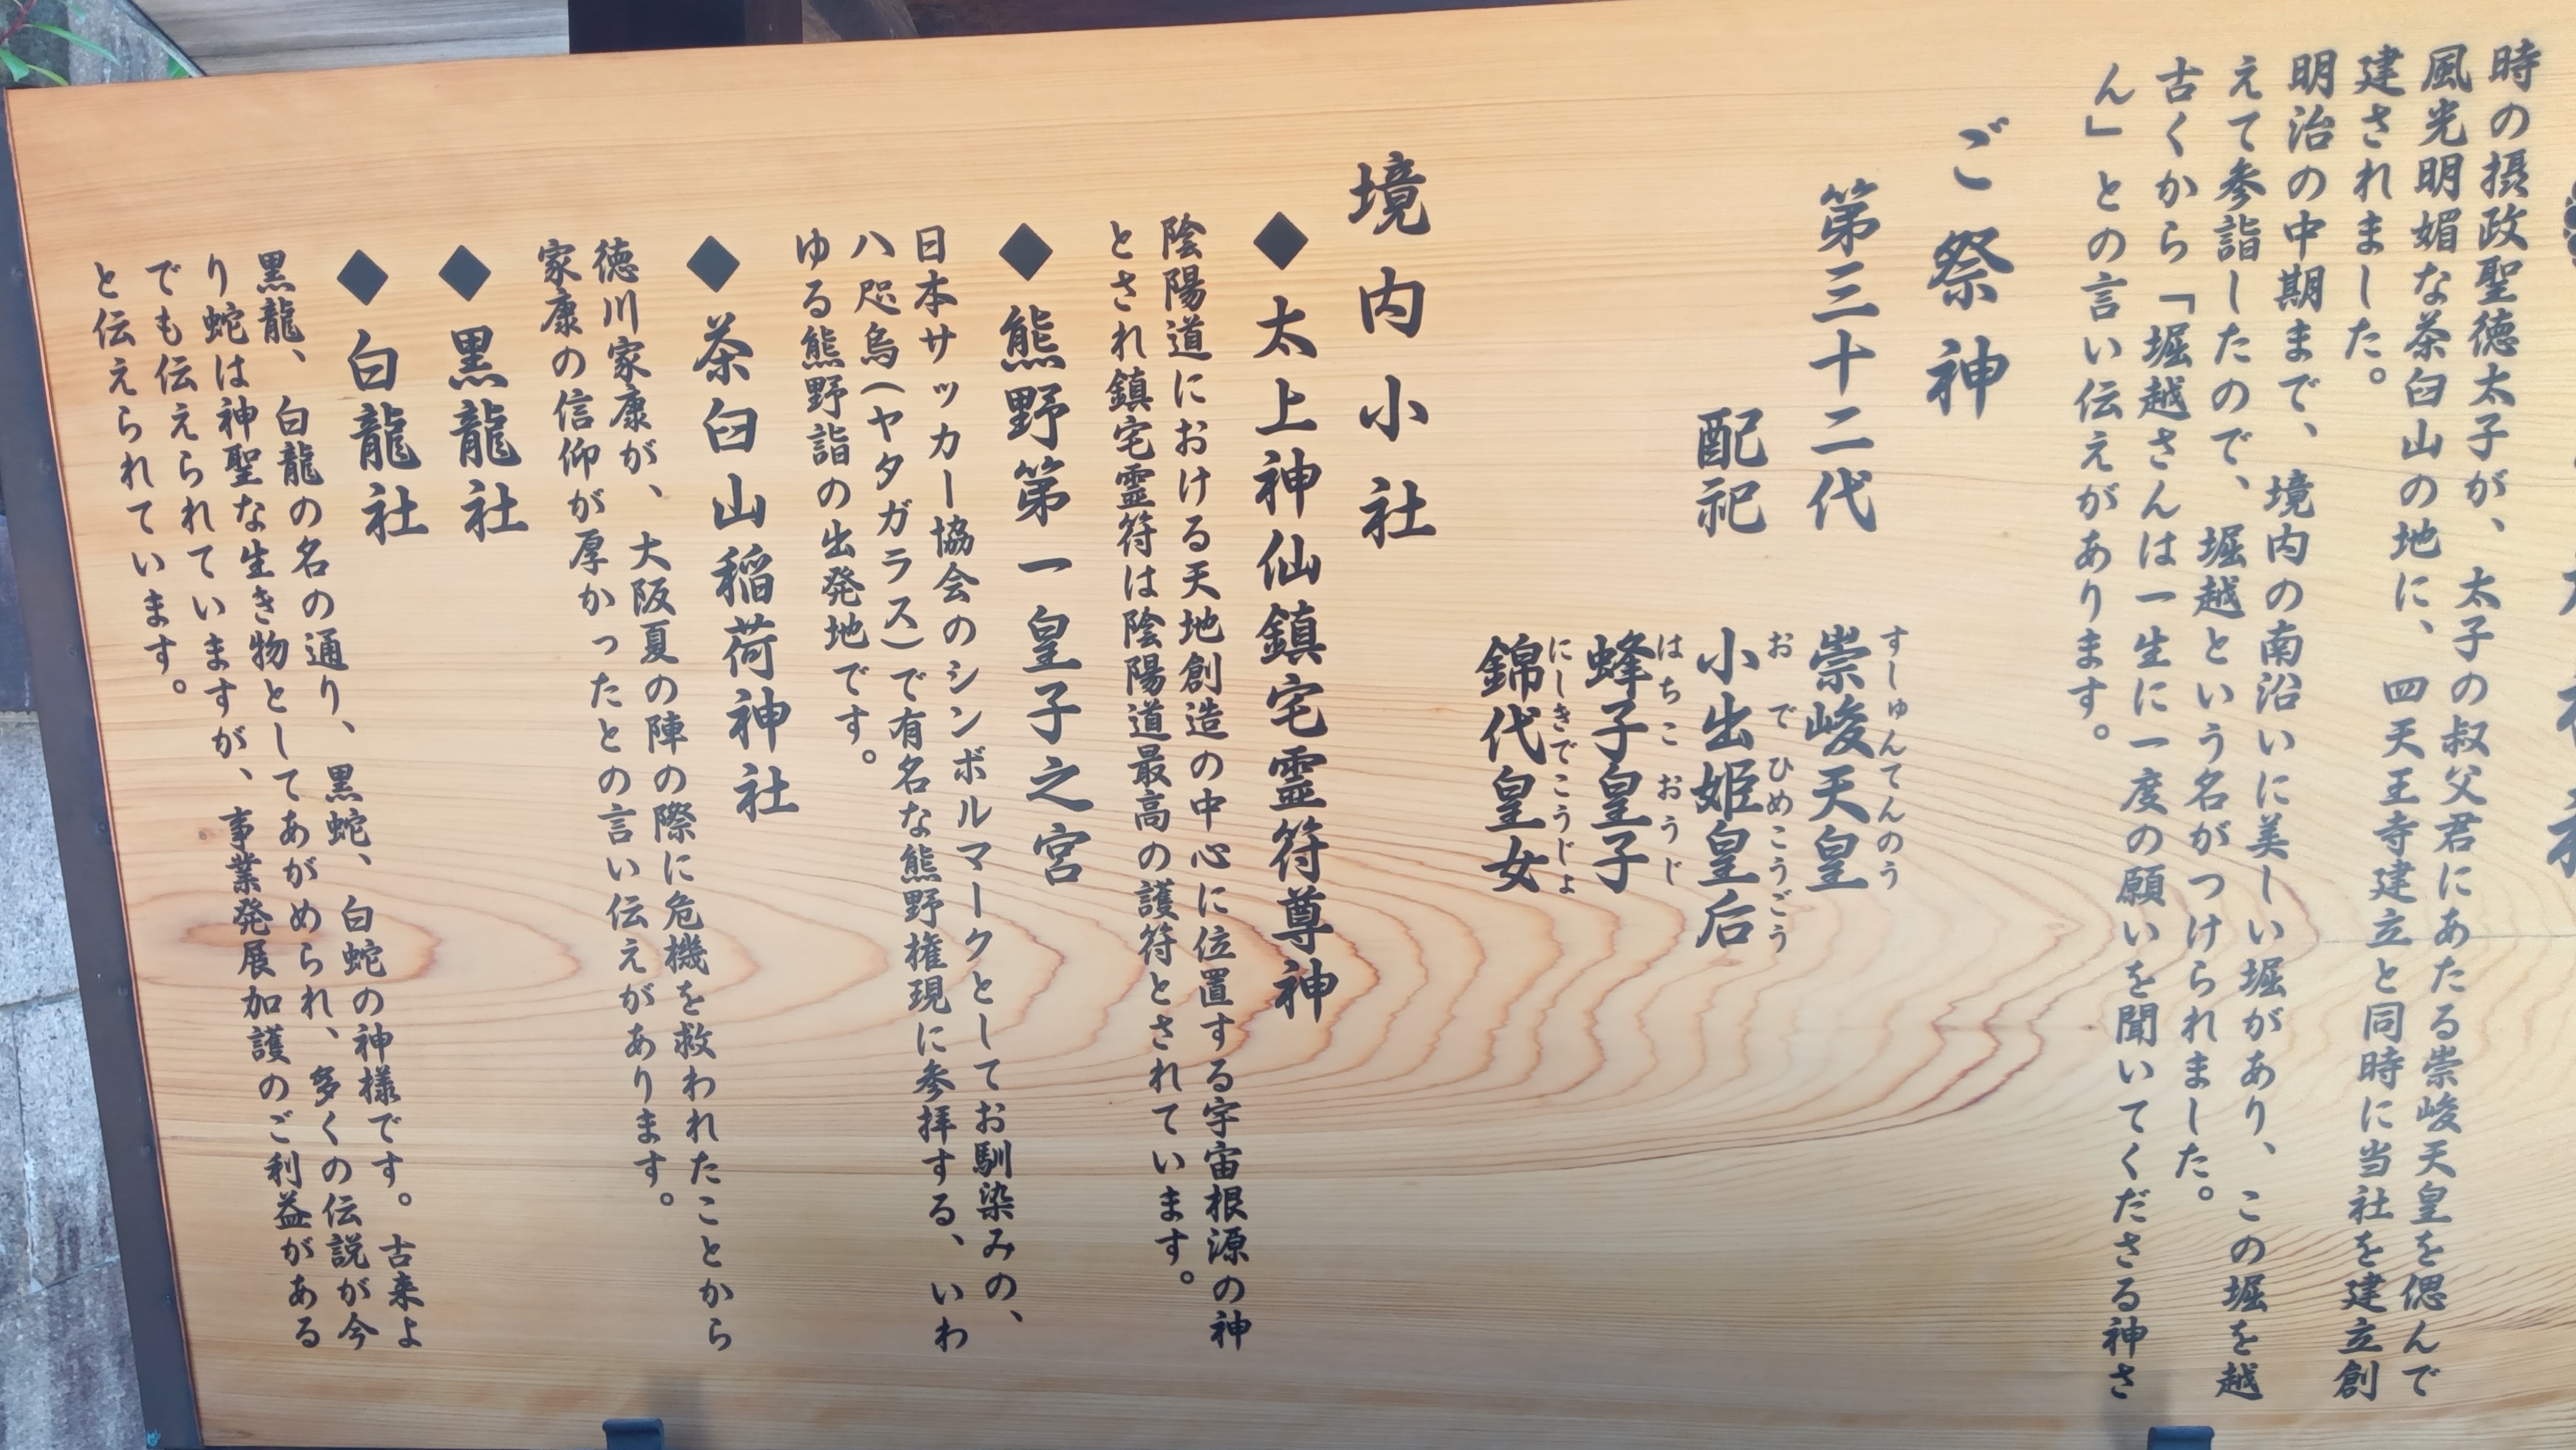 時の摂政聖徳太子が、太子の叔父君にあたる崇峻天皇を偲んで
風光明媚な茶臼山の地に、四天王寺建立と同時に当社を建立創
建されました。
明治の中期まで、境内の南沿いに美しい堀があり、この堀を越
えて参詣したので、堀越という名がつけられました。
古くから「堀越さんは一生に一度の願いを聞いてくださる神さ
ん」との言い伝えがあります。
ご祭神
第三十二代 崇峻天皇
すしゅんてんのう
配祀 小出姫皇后
おでひめこうごう
蜂子皇子
はちこおうじ
錦代皇女
にしきでこうじょ
境内小社
◆太上神仙鎮宅霊符尊神
陰陽道における天地創造の中心に位置する宇宙根源の神
とされ鎮宅霊符は陰陽道最高の護符とされています。
◆熊野第一皇子之宮
日本サッカー協会のシンボルマークとしてお馴染みの、
八咫烏(ヤタガラス)で有名な熊野権現に参拝する、いわ
ゆる熊野詣の出発地です。
◆茶臼山稲荷神社
徳川家康が、大阪夏の陣の際に危機を救われたことから
家康の信仰が厚かったとの言い伝えがあります。
◆黒龍社
◆白龍社
黒龍、白龍の名の通り、黒蛇、白蛇の神様です。古来よ
り蛇は神聖な生き物としてあがめられ、多くの伝説が今
でも伝えられていますが、事業発展加護のご利益がある
と伝えられています。